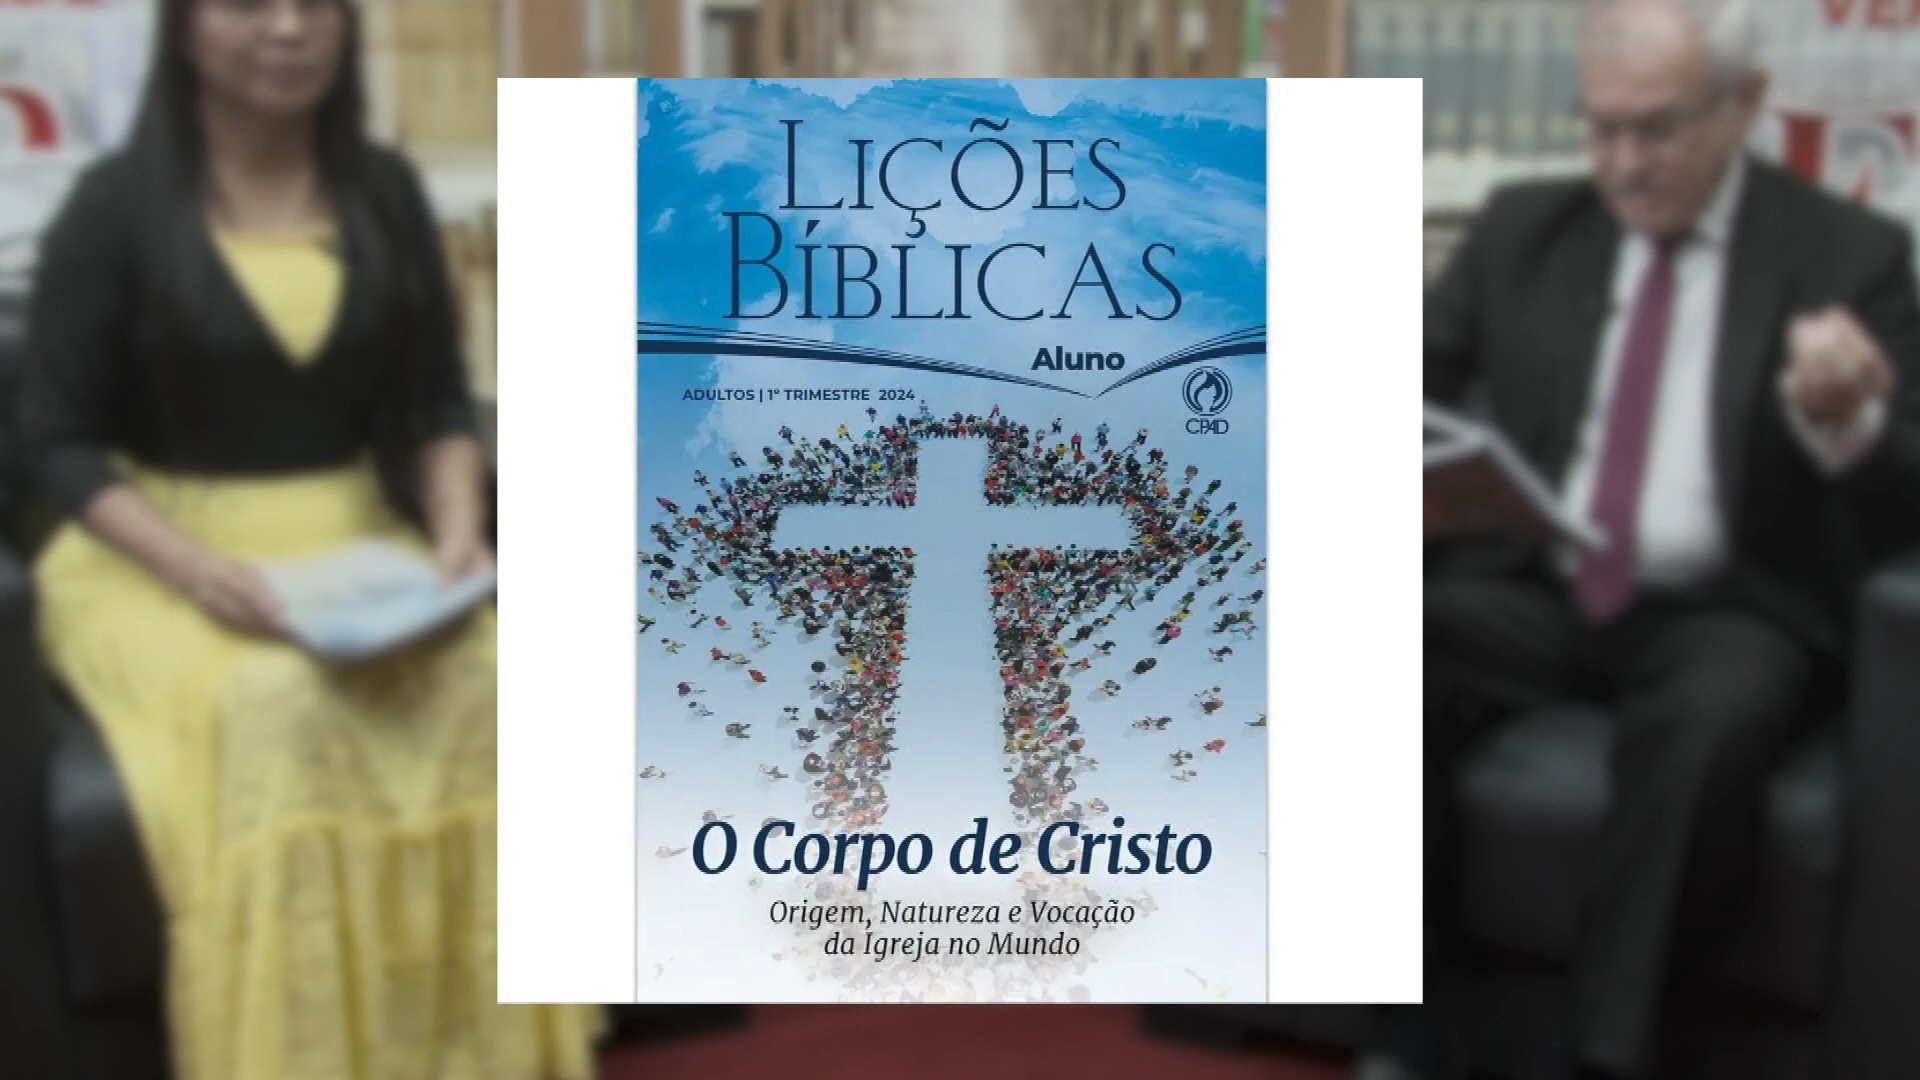 LIÇÕES
BÍBLICAS
Aluno
ADULTOS | 1º TRIMESTRE 2024
CPAD
O Corpo de Cristo
Origem, Natureza e Vocação
da Igreja no Mundo